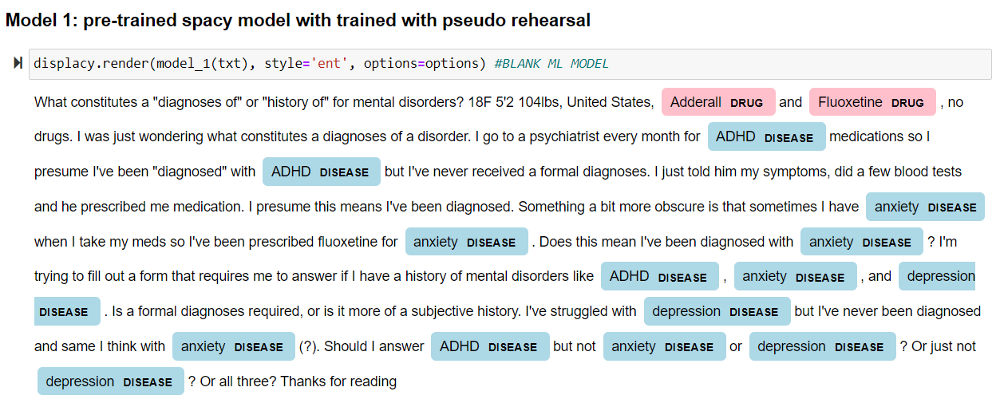 Model 1: pre-trained spacy model with trained with pseudo rehearsal
displacy.render(model_1(txt), style='ent', options=options) #BLANK ML MODEL
What constitutes a "diagnoses of" or "history of" for mental disorders? 18F 5'2 104lbs, United States, Adderall DRUG and Fluoxetine DRUG , no
drugs. I was just wondering what constitutes a diagnoses of a disorder. I go to a psychiatrist every month for ADHD DISEASE medications so I
presume I've been "diagnosed" with ADHD DISEASE but I've never received a formal diagnoses. I just told him my symptoms, did a few blood tests
and he prescribed me medication. I presume this means I've been diagnosed. Something a bit more obscure is that sometimes I have anxiety DISEASE
when I take my meds so I've been prescribed fluoxetine for anxiety DISEASE . Does this mean I've been diagnosed with anxiety DISEASE ? I'm
trying to fill out a form that requires me to answer if I have a history of mental disorders like ADHD DISEASE , anxiety DISEASE , and depression
DISEASE . Is a formal diagnoses required, or is it more of a subjective history. I've struggled with depression DISEASE but I've never been diagnosed
and same I think with anxiety DISEASE (?). Should I answer ADHD DISEASE but not anxiety DISEASE or depression DISEASE ? Or just not
depression DISEASE ? Or all three? Thanks for reading